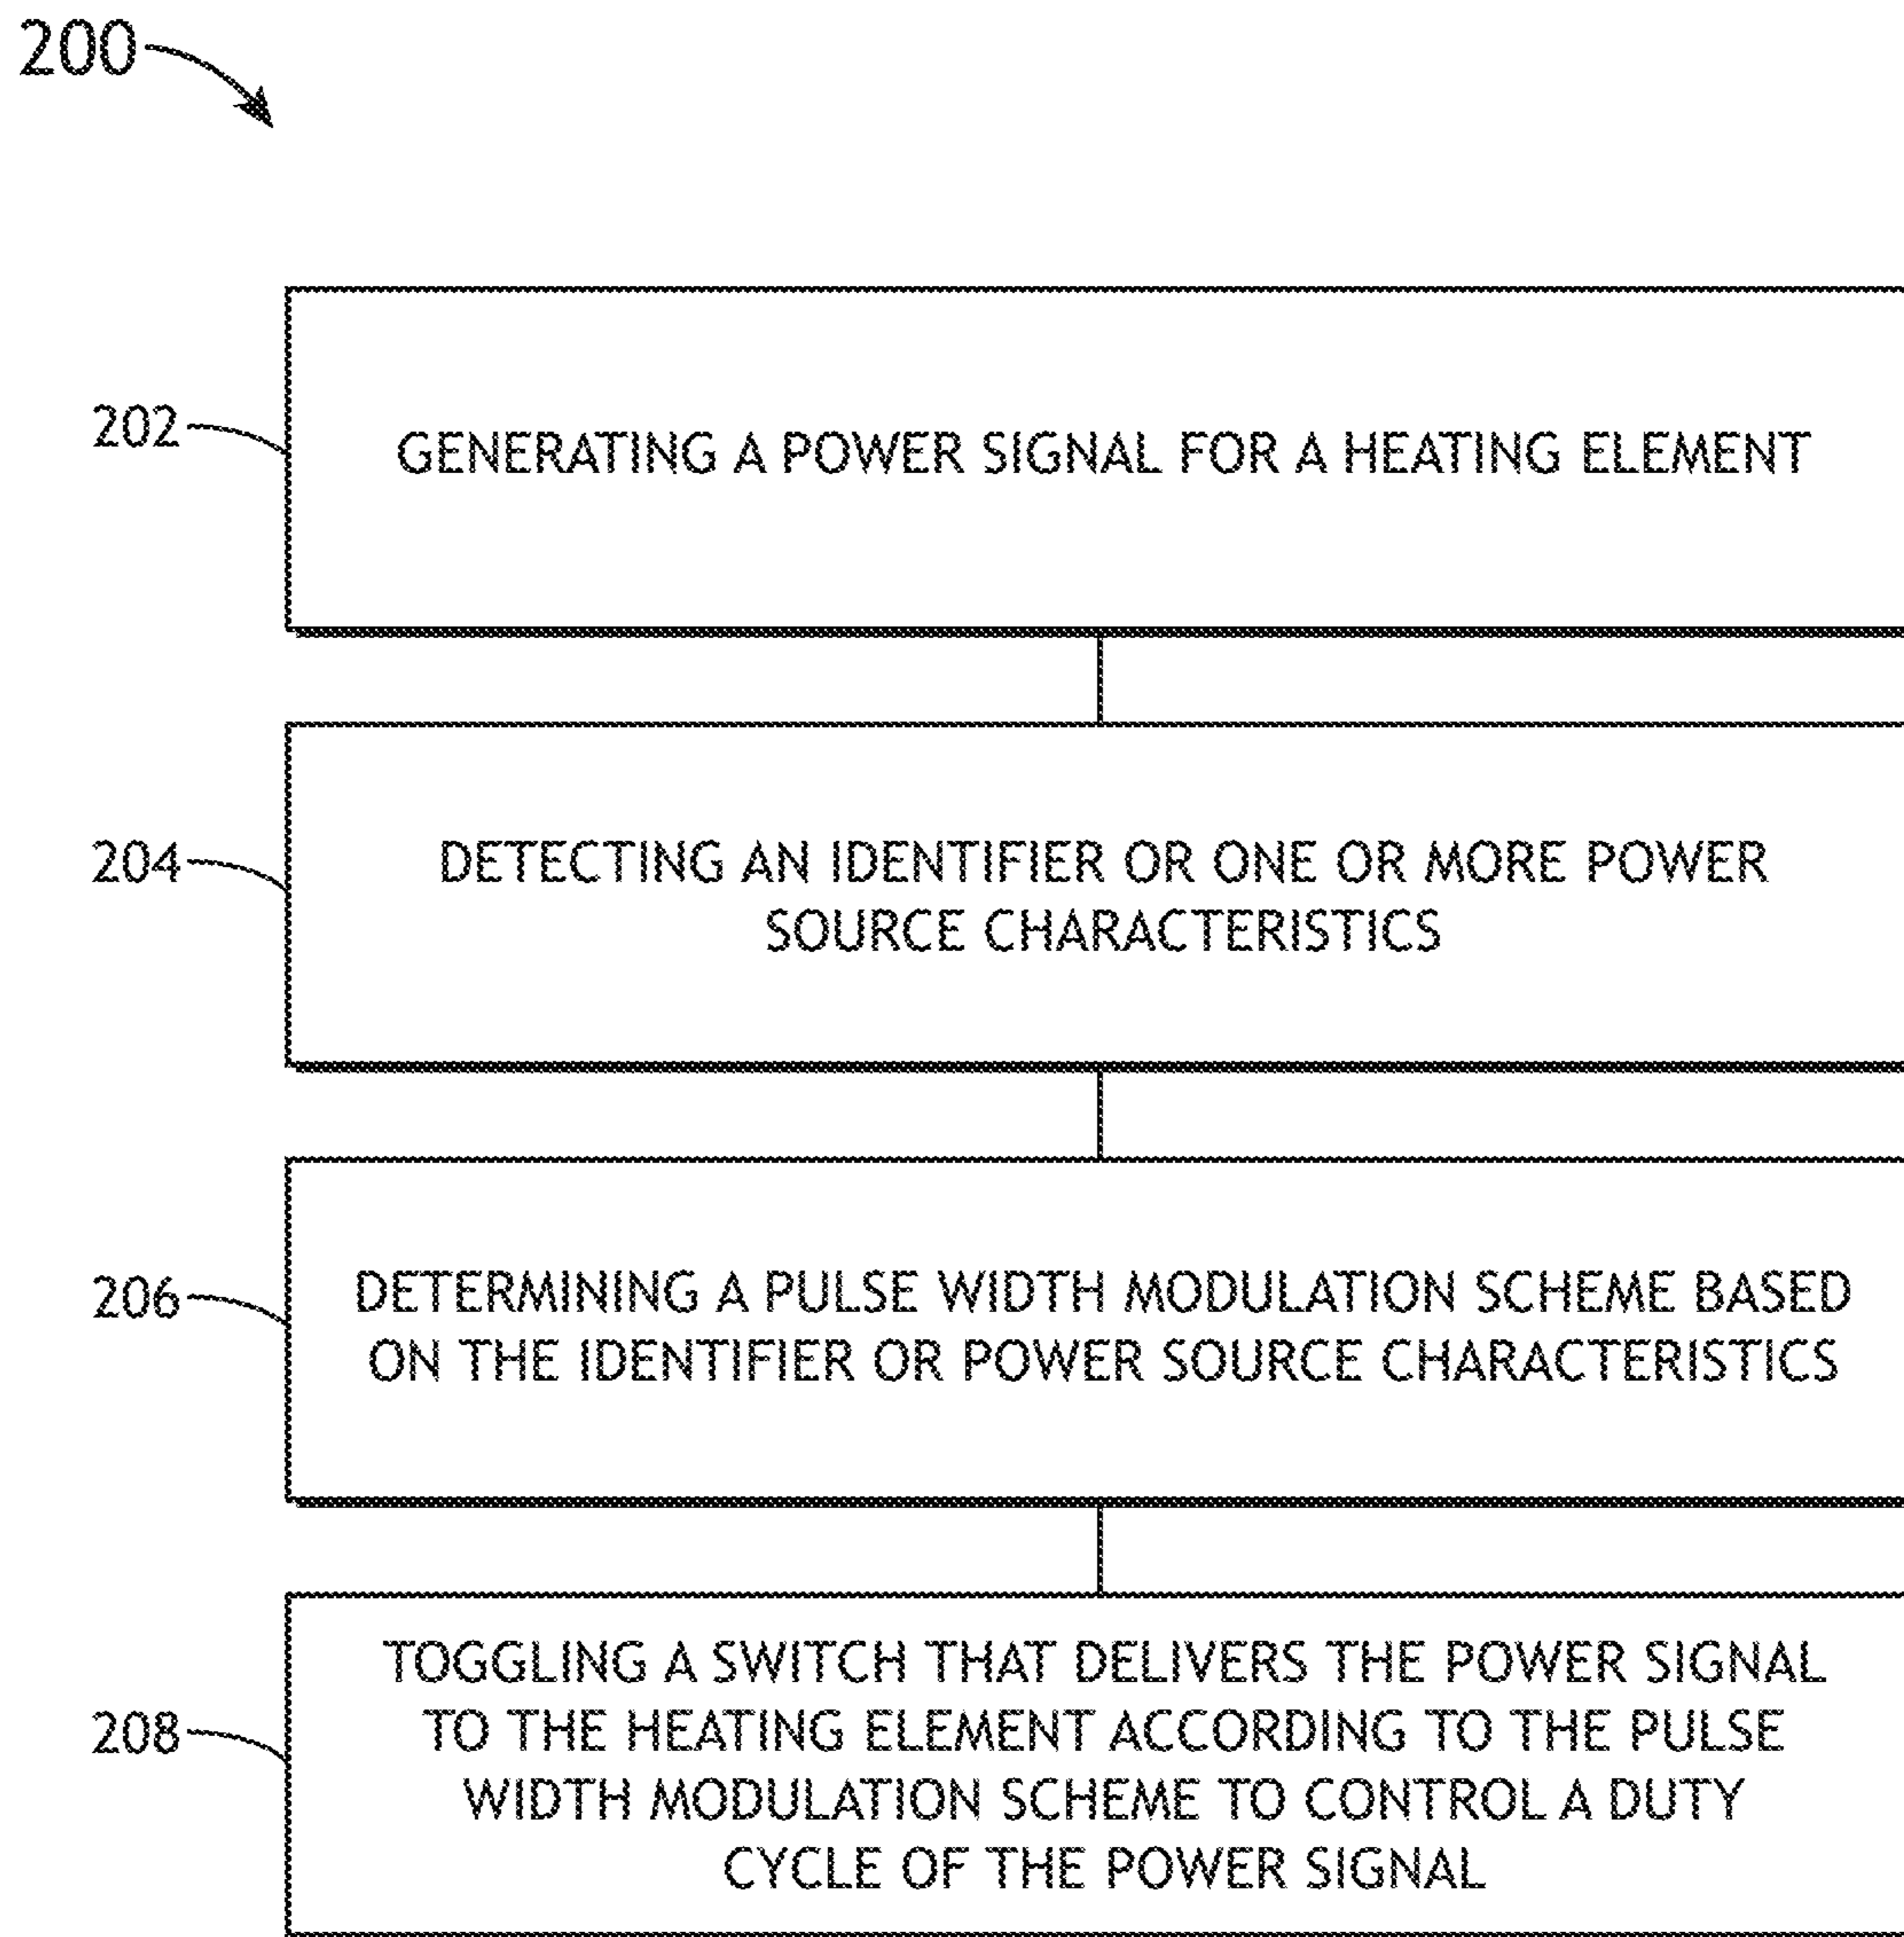 200
202
GENERATING A POWER SIGNAL FOR A HEATING ELEMENT
204
DETECTING AN IDENTIFIER OR ONE OR MORE POWER
SOURCE CHARACTERISTICS
206
DETERMINING A PULSE WIDTH MODULATION SCHEME BASED
ON THE IDENTIFIER OR POWER SOURCE CHARACTERISTICS
208
TOGGLING A SWITCH THAT DELIVERS THE POWER SIGNAL
TO THE HEATING ELEMENT ACCORDING TO THE PULSE
WIDTH MODULATION SCHEME TO CONTROL A DUTY
CYCLE OF THE POWER SIGNAL